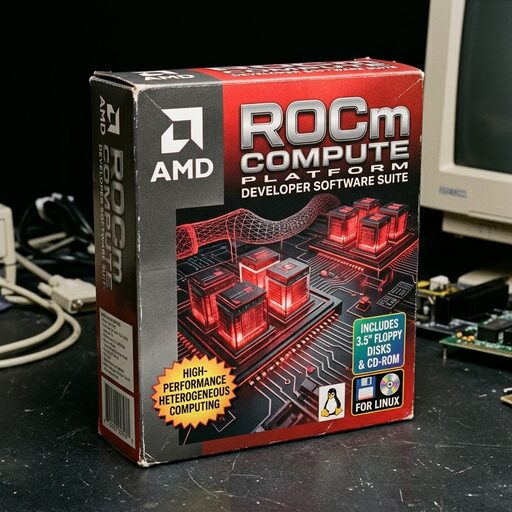 AMD
ROCm
COMPUTE
PLATFORM
DEVELOPER SOFTWARE SUITE
INCLUDES
3.5" FLOPPY
DISKS
& CD-ROM
HIGH-
PERFORMANCE
HETEROGENEOUS
COMPUTING
FOR LINUX
AMD
AMD
ROCm